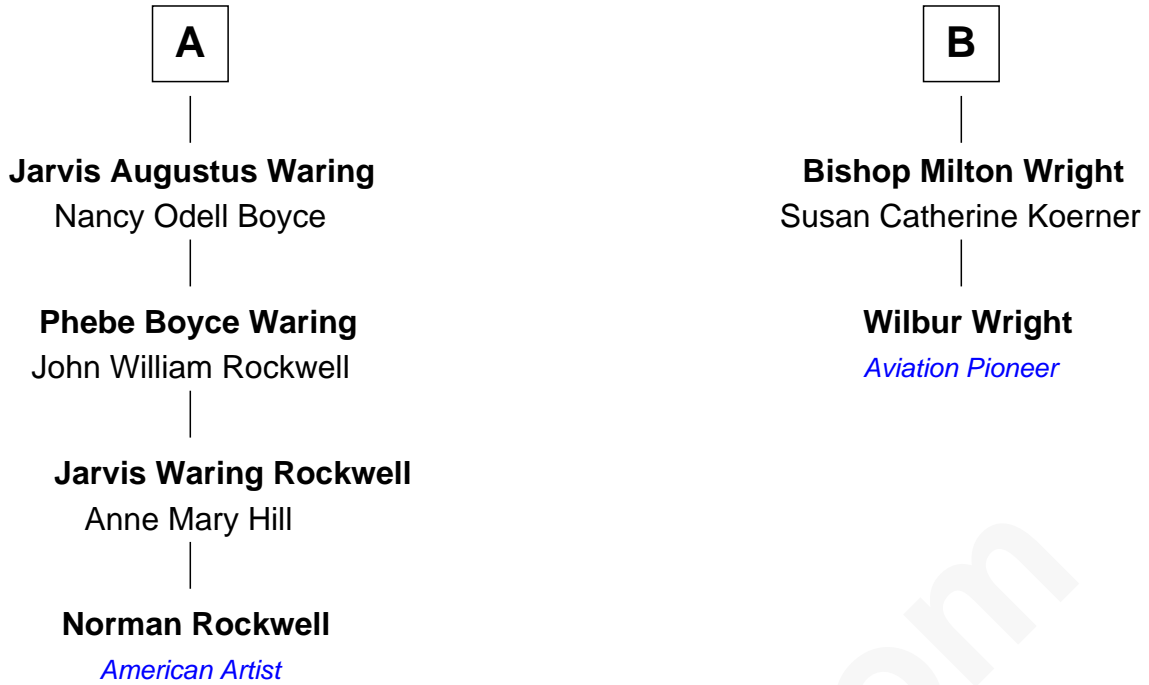 A
Jarvis Augustus Waring
Nancy Odell Boyce
Phebe Boyce Waring
John William Rockwell
Jarvis Waring Rockwell
Anne Mary Hill
Norman Rockwell
American Artist
B
Bishop Milton Wright
Susan Catherine Koerner
Wilbur Wright
Aviation Pioneer
om